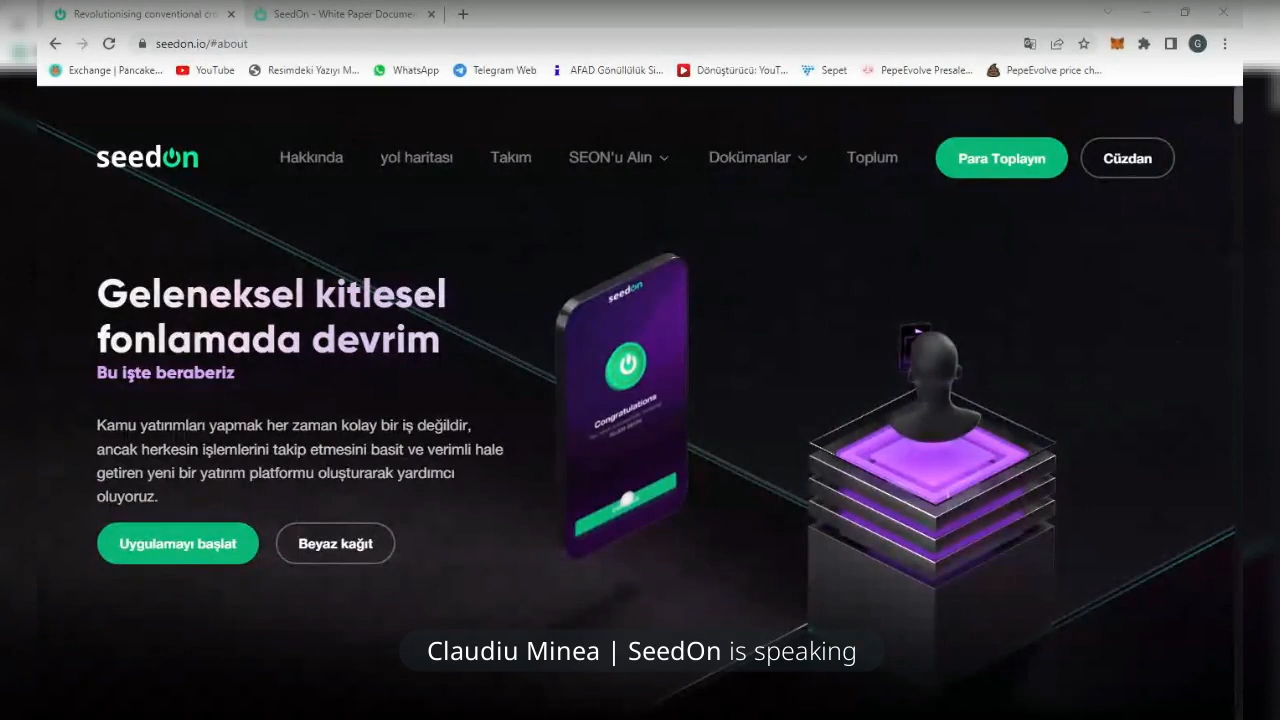 Revolutionising conventional cr
SeedOn - White Paper Documen
seedon.io/#about
G
Exchange | Pancake...
YouTube
Resimdeki Yazıyı M...
WhatsApp
Telegram Web
AFAD Gönüllülük Si...
Dönüştürücü: YouT...
Sepet
PepeEvolve Presale...
PepeEvolve price ch...
seedon
Hakkında
yol haritası
Takım
SEON'u Alın
Dokümanlar
Toplum
Para Toplayın
Cüzdan
Geleneksel kitlesel
fonlamada devrim
Bu işte beraberiz
Kamu yatırımları yapmak her zaman kolay bir iş değildir,
ancak herkesin işlemlerini takip etmesini basit ve verimli hale
getiren yeni bir yatırım platformu oluşturarak yardımcı
oluyoruz.
Uygulamayı başlat
Beyaz kağıt
seedon
Congratulations
Claudiu Minea | SeedOn is speaking